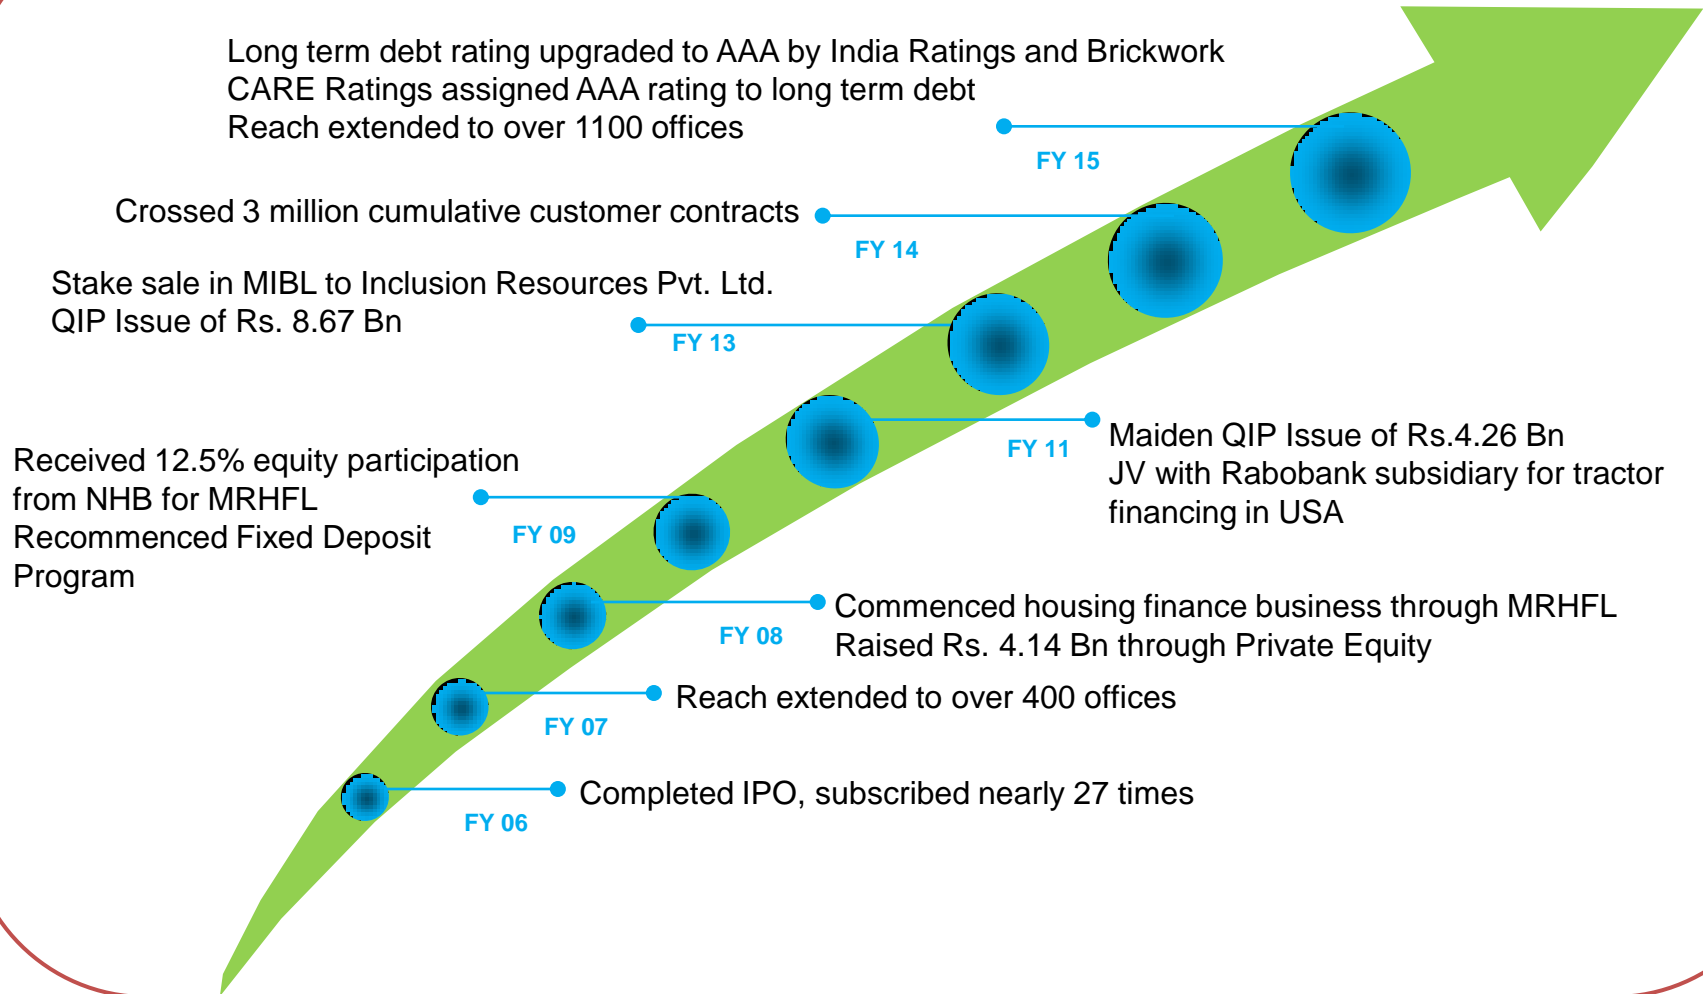 Long term debt rating upgraded to AAA by India Ratings and Brickwork
CARE Ratings assigned AAA rating to long term debt
Reach extended to over 1100 offices
FY 15
Crossed 3 million cumulative customer contracts
FY 14
Stake sale in MIBL to Inclusion Resources Pvt. Ltd.
QIP Issue of Rs. 8.67 Bn
FY 13
Maiden QIP Issue of Rs.4.26 Bn
JV with Rabobank subsidiary for tractor
financing in USA
FY 11
Received 12.5% equity participation
from NHB for MRHFL
Recommenced Fixed Deposit
Program
FY 09
Commenced housing finance business through MRHFL
Raised Rs. 4.14 Bn through Private Equity
FY 08
Reach extended to over 400 offices
FY 07
Completed IPO, subscribed nearly 27 times
FY 06